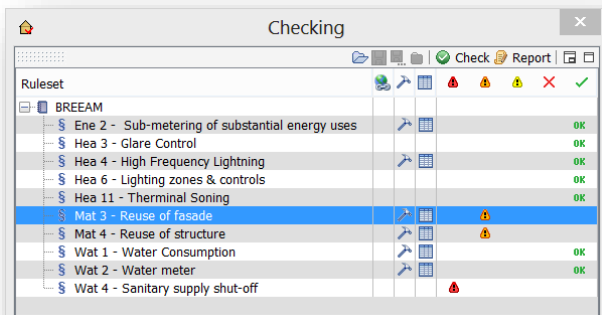 Checking
Check Report
Ruleset
BREEAM
§ Ene 2 - Sub-metering of substantial energy uses OK
§ Hea 3 - Glare Control OK
§ Hea 4 - High Frequency Lightning OK
§ Hea 6 - Lighting zones & controls OK
§ Hea 11 - Therminal Soning OK
§ Mat 3 - Reuse of fasade
§ Mat 4 - Reuse of structure
§ Wat 1 - Water Consumption OK
§ Wat 2 - Water meter OK
§ Wat 4 - Sanitary supply shut-off